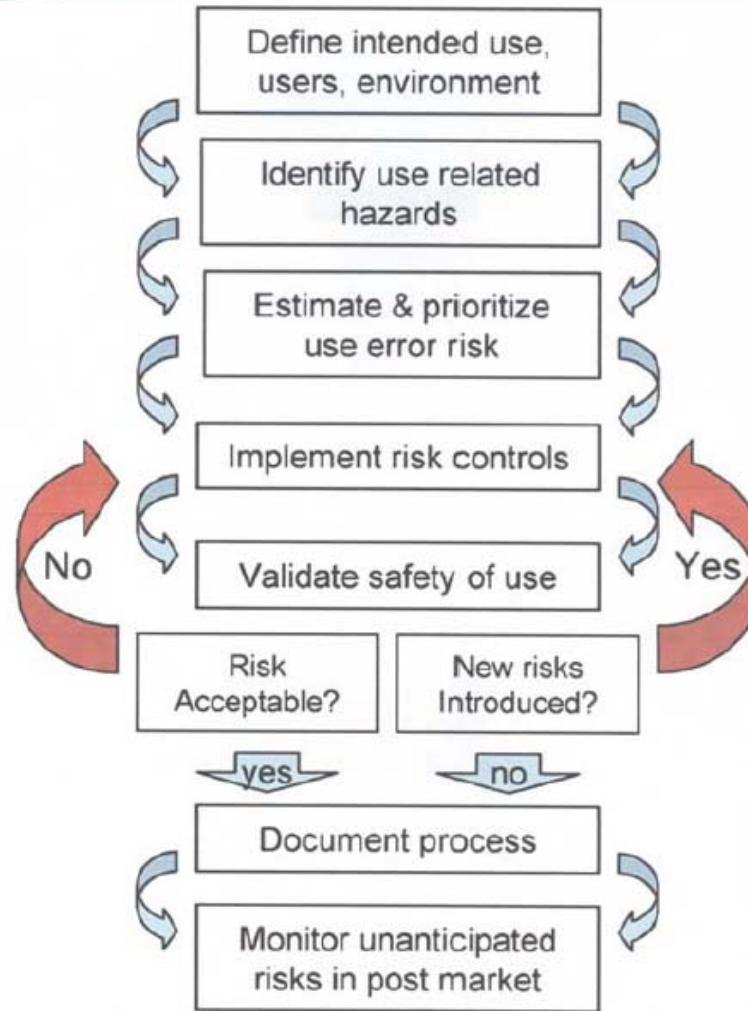 Define intended use,
users, environment
Identify use related
hazards
Estimate & prioritize
use error risk
Implement risk controls
No
Validate safety of use
Yes
Risk
Acceptable?
New risks
Introduced?
yes
no
Document process
Monitor unanticipated
risks in post market